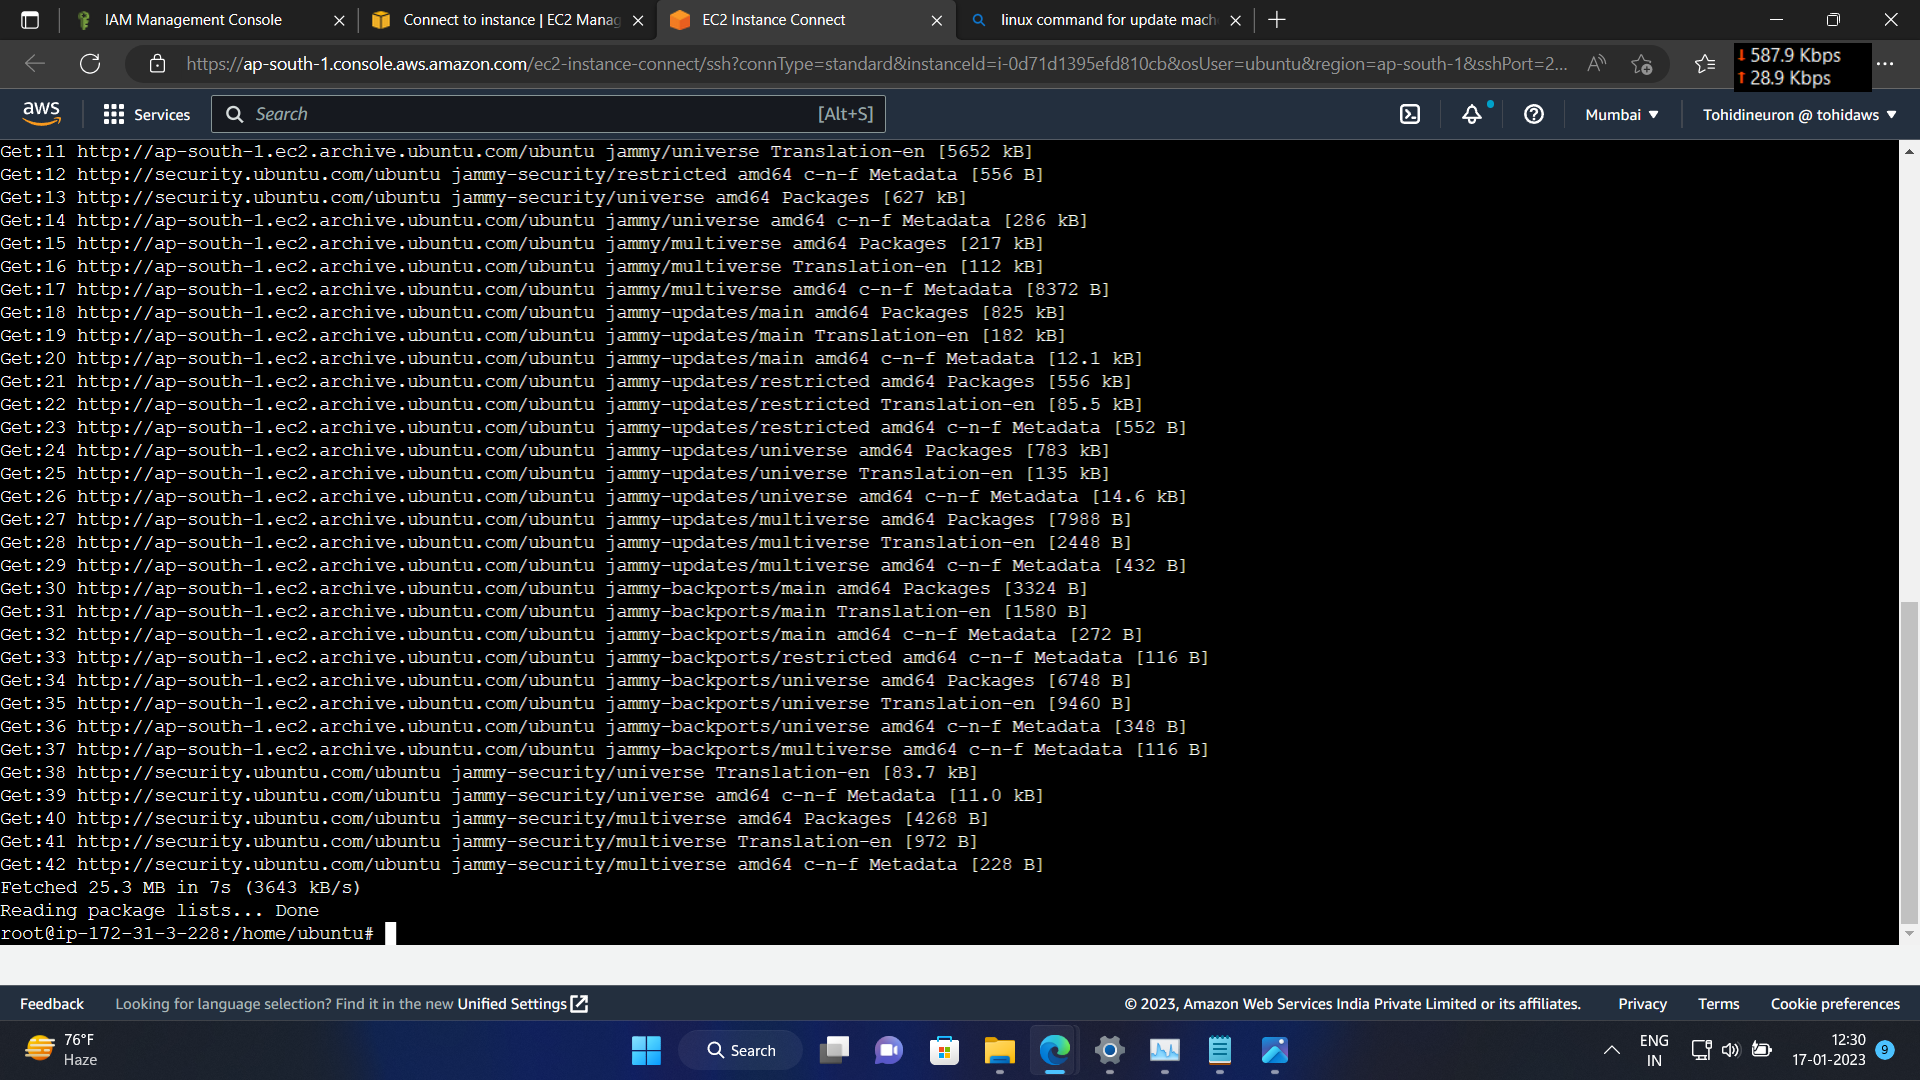 IAM Management Console
Connect to instance | EC2 Manag
EC2 Instance Connect
linux command for update mach
https://ap-south-1.console.aws.amazon.com/ec2-instance-connect/ssh?connType=standard&instanceId=i-0d71d1395efd810cb&osUser=ubuntu&region=ap-south-1&sshPort=2...
587.9 Kbps
28.9 Kbps
aws
Services
Search
[Alt+S]
Mumbai
Tohidineuron @ tohidaws
Get:11 http://ap-south-1.ec2.archive.ubuntu.com/ubuntu jammy/universe Translation-en [5652 kB]
Get:12 http://security.ubuntu.com/ubuntu jammy-security/restricted amd64 c-n-f Metadata [556 B]
Get:13 http://security.ubuntu.com/ubuntu jammy-security/universe amd64 Packages [627 kB]
Get:14 http://ap-south-1.ec2.archive.ubuntu.com/ubuntu jammy/universe amd64 c-n-f Metadata [286 kB]
Get:15 http://ap-south-1.ec2.archive.ubuntu.com/ubuntu jammy/multiverse amd64 Packages [217 kB]
Get:16 http://ap-south-1.ec2.archive.ubuntu.com/ubuntu jammy/multiverse Translation-en [112 kB]
Get:17 http://ap-south-1.ec2.archive.ubuntu.com/ubuntu jammy/multiverse amd64 c-n-f Metadata [8372 B]
Get:18 http://ap-south-1.ec2.archive.ubuntu.com/ubuntu jammy-updates/main amd64 Packages [825 kB]
Get:19 http://ap-south-1.ec2.archive.ubuntu.com/ubuntu jammy-updates/main Translation-en [182 kB]
Get:20 http://ap-south-1.ec2.archive.ubuntu.com/ubuntu jammy-updates/main amd64 c-n-f Metadata [12.1 kB]
Get:21 http://ap-south-1.ec2.archive.ubuntu.com/ubuntu jammy-updates/restricted amd64 Packages [556 kB]
Get:22 http://ap-south-1.ec2.archive.ubuntu.com/ubuntu jammy-updates/restricted Translation-en [85.5 kB]
Get:23 http://ap-south-1.ec2.archive.ubuntu.com/ubuntu jammy-updates/restricted amd64 c-n-f Metadata [552 B]
Get:24 http://ap-south-1.ec2.archive.ubuntu.com/ubuntu jammy-updates/universe amd64 Packages [783 kB]
Get:25 http://ap-south-1.ec2.archive.ubuntu.com/ubuntu jammy-updates/universe Translation-en [135 kB]
Get:26 http://ap-south-1.ec2.archive.ubuntu.com/ubuntu jammy-updates/universe amd64 c-n-f Metadata [14.6 kB]
Get:27 http://ap-south-1.ec2.archive.ubuntu.com/ubuntu jammy-updates/multiverse amd64 Packages [7988 B]
Get:28 http://ap-south-1.ec2.archive.ubuntu.com/ubuntu jammy-updates/multiverse Translation-en [2448 B]
Get:29 http://ap-south-1.ec2.archive.ubuntu.com/ubuntu jammy-updates/multiverse amd64 c-n-f Metadata [432 B]
Get:30 http://ap-south-1.ec2.archive.ubuntu.com/ubuntu jammy-backports/main amd64 Packages [3324 B]
Get:31 http://ap-south-1.ec2.archive.ubuntu.com/ubuntu jammy-backports/main Translation-en [1580 B]
Get:32 http://ap-south-1.ec2.archive.ubuntu.com/ubuntu jammy-backports/main amd64 c-n-f Metadata [272 B]
Get:33 http://ap-south-1.ec2.archive.ubuntu.com/ubuntu jammy-backports/restricted amd64 c-n-f Metadata [116 B]
Get:34 http://ap-south-1.ec2.archive.ubuntu.com/ubuntu jammy-backports/universe amd64 Packages [6748 B]
Get:35 http://ap-south-1.ec2.archive.ubuntu.com/ubuntu jammy-backports/universe Translation-en [9460 B]
Get:36 http://ap-south-1.ec2.archive.ubuntu.com/ubuntu jammy-backports/universe amd64 c-n-f Metadata [348 B]
Get:37 http://ap-south-1.ec2.archive.ubuntu.com/ubuntu jammy-backports/multiverse amd64 c-n-f Metadata [116 B]
Get:38 http://security.ubuntu.com/ubuntu jammy-security/universe Translation-en [83.7 kB]
Get:39 http://security.ubuntu.com/ubuntu jammy-security/universe amd64 c-n-f Metadata [11.0 kB]
Get:40 http://security.ubuntu.com/ubuntu jammy-security/multiverse amd64 Packages [4268 B]
Get:41 http://security.ubuntu.com/ubuntu jammy-security/multiverse Translation-en [972 B]
Get:42 http://security.ubuntu.com/ubuntu jammy-security/multiverse amd64 c-n-f Metadata [228 B]
Fetched 25.3 MB in 7s (3643 kB/s)
Reading package lists... Done
root@ip-172-31-3-228:/home/ubuntu#
Feedback
Looking for language selection? Find it in the new Unified Settings
© 2023, Amazon Web Services India Private Limited or its affiliates.
Privacy
Terms
Cookie preferences
76°F
Haze
Search
ENG
IN
12:30
17-01-2023
9